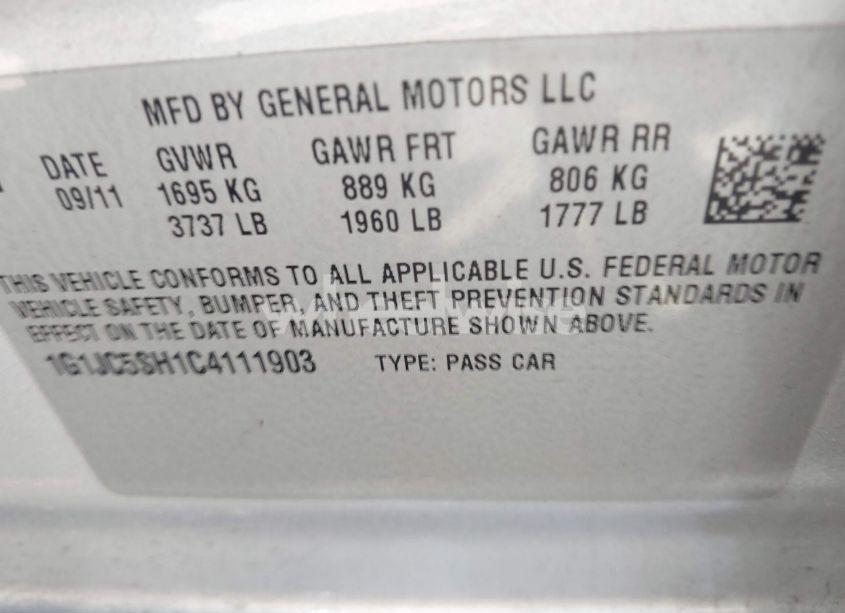 MFD BY GENERAL MOTORS LLC
DATE GVWR GAWR FRT GAWR RR
09/11 1695 KG 889 KG 806 KG
3737 LB 1960 LB 1777 LB
THIS VEHICLE CONFORMS TO ALL APPLICABLE U.S. FEDERAL MOTOR
VEHICLE SAFETY, BUMPER, AND THEFT PREVENTION STANDARDS IN
EFFECT ON THE DATE OF MANUFACTURE SHOWN ABOVE.
1G1JC5SH1C4111903 TYPE: PASS CAR